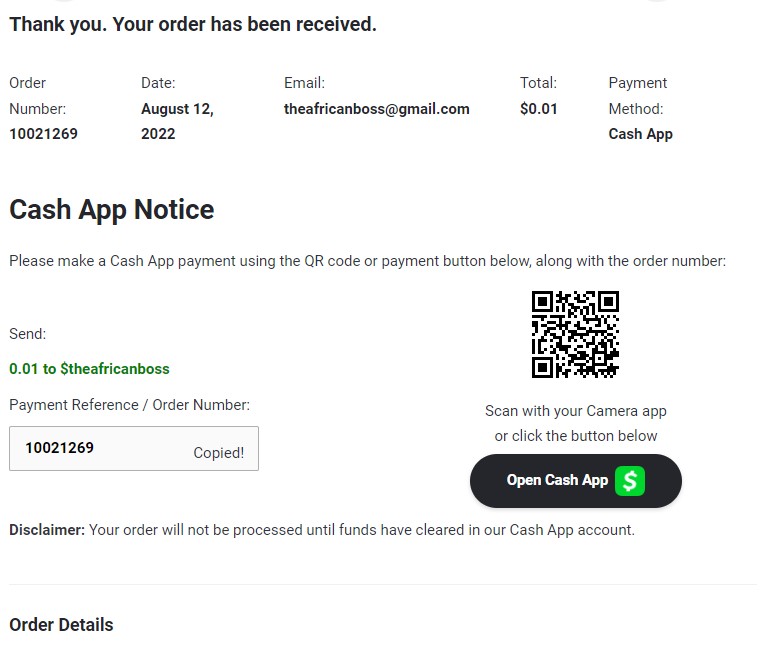 Thank you. Your order has been received.
Order Number: 10021269
Date: August 12, 2022
Email: theafricanboss@gmail.com
Total: $0.01
Payment Method: Cash App
Cash App Notice
Please make a Cash App payment using the QR code or payment button below, along with the order number:
Send:
0.01 to $theafricanboss
Payment Reference / Order Number:
10021269 Copied!
Scan with your Camera app
or click the button below
Open Cash App $
Disclaimer: Your order will not be processed until funds have cleared in our Cash App account.
Order Details